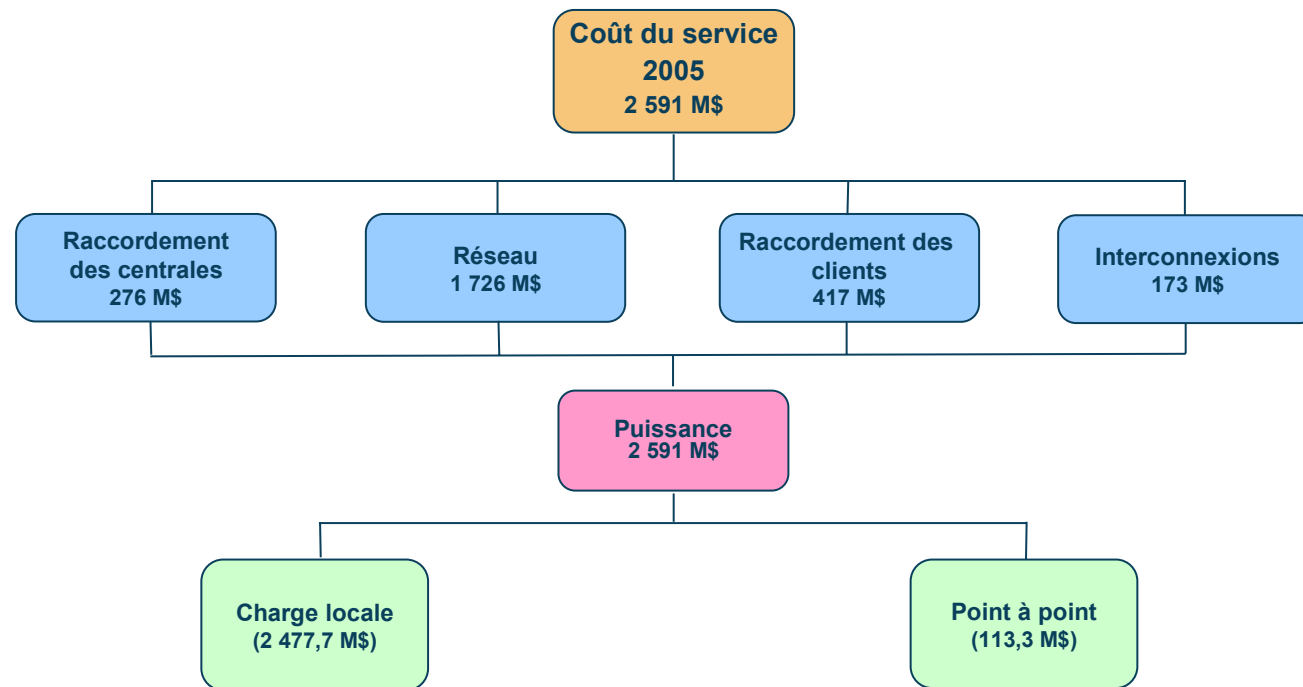 Coût du service
2005
2 591 M$
Raccordement
des centrales
276 M$
Réseau
1 726 M$
Raccordement des
clients
417 M$
Interconnexions
173 M$
Puissance
2 591 M$
Charge locale
(2 477,7 M$)
Point à point
(113,3 M$)